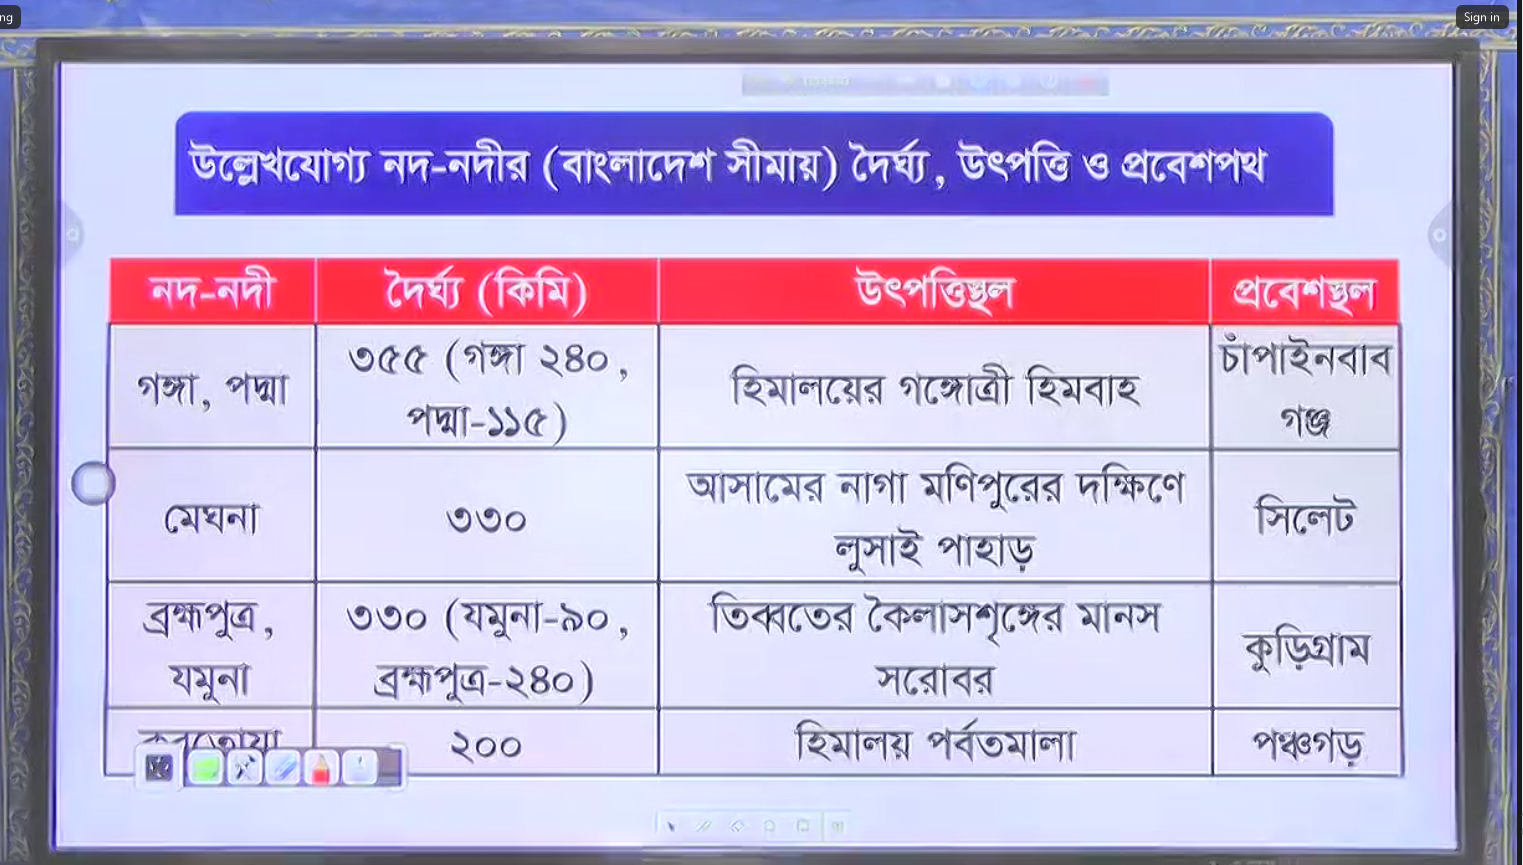 ng
Sign in
উল্লেখযোগ্য নদ-নদীর (বাংলাদেশ সীমায়) দৈর্ঘ্য, উৎপত্তি ও প্রবেশপথ
নদ-নদী
দৈর্ঘ্য (কিমি)
উৎপত্তিস্থল
প্রবেশস্থল
গঙ্গা, পদ্মা
৩৫৫ (গঙ্গা ২৪০,
পদ্মা-১১৫)
হিমালয়ের গঙ্গোত্রী হিমবাহ
চাঁপাইনবাব
গঞ্জ
মেঘনা
৩৩০
আসামের নাগা মণিপুরের দক্ষিণে
লুসাই পাহাড়
সিলেট
ব্রহ্মপুত্র,
যমুনা
৩৩০ (যমুনা-৯০,
ব্রহ্মপুত্র-২৪০)
তিব্বতের কৈলাসশৃঙ্গের মানস
সরোবর
কুড়িগ্রাম
করতোয়া
২০০
হিমালয় পর্বতমালা
পঞ্চগড়